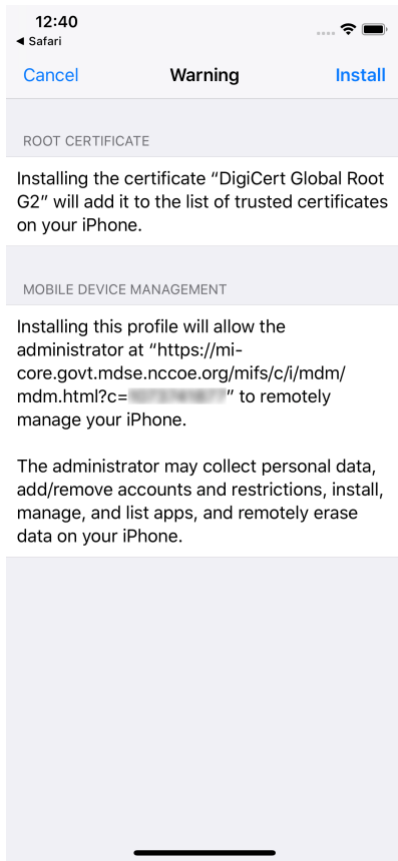 12:40
◀ Safari
Cancel
Warning
Install
ROOT CERTIFICATE
Installing the certificate “DigiCert Global Root
G2” will add it to the list of trusted certificates
on your iPhone.
MOBILE DEVICE MANAGEMENT
Installing this profile will allow the
administrator at “https://mi-
core.govt.mdse.nccoe.org/mifs/c/i/mdm/
mdm.html?c=” to remotely
manage your iPhone.
The administrator may collect personal data,
add/remove accounts and restrictions, install,
manage, and list apps, and remotely erase
data on your iPhone.